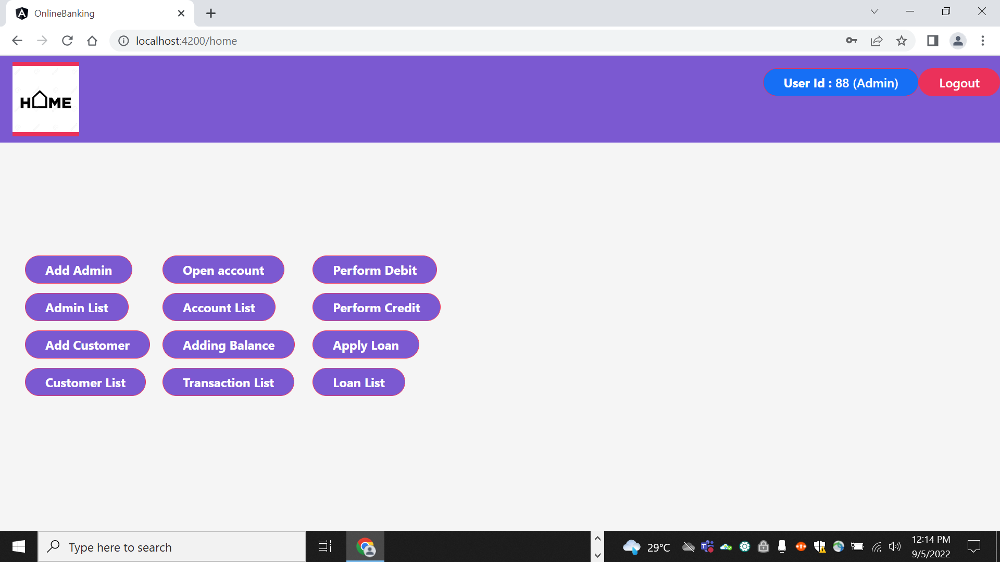 OnlineBanking
localhost:4200/home
HOME
User Id : 88 (Admin)
Logout
Add Admin
Open account
Perform Debit
Admin List
Account List
Perform Credit
Add Customer
Adding Balance
Apply Loan
Customer List
Transaction List
Loan List
Type here to search
29°C
12:14 PM
9/5/2022